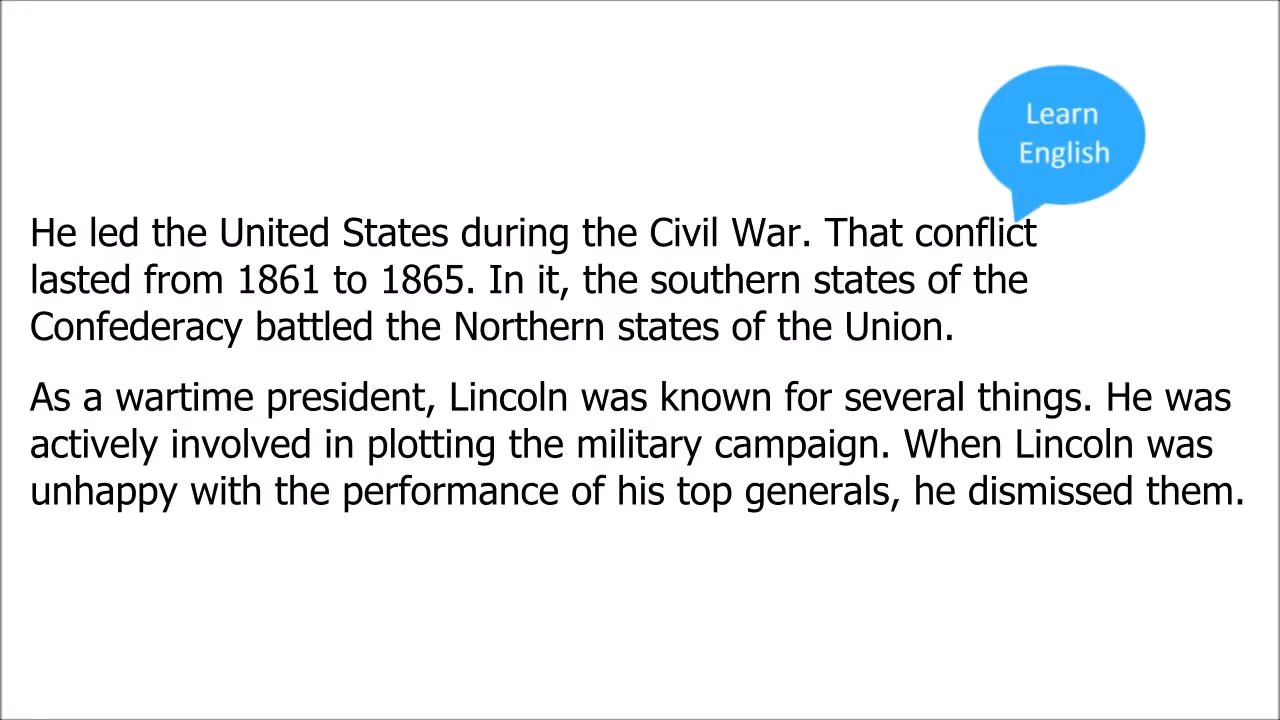 Learn
English
He led the United States during the Civil War. That conflict
lasted from 1861 to 1865. In it, the southern states of the
Confederacy battled the Northern states of the Union.
As a wartime president, Lincoln was known for several things. He was
actively involved in plotting the military campaign. When Lincoln was
unhappy with the performance of his top generals, he dismissed them.